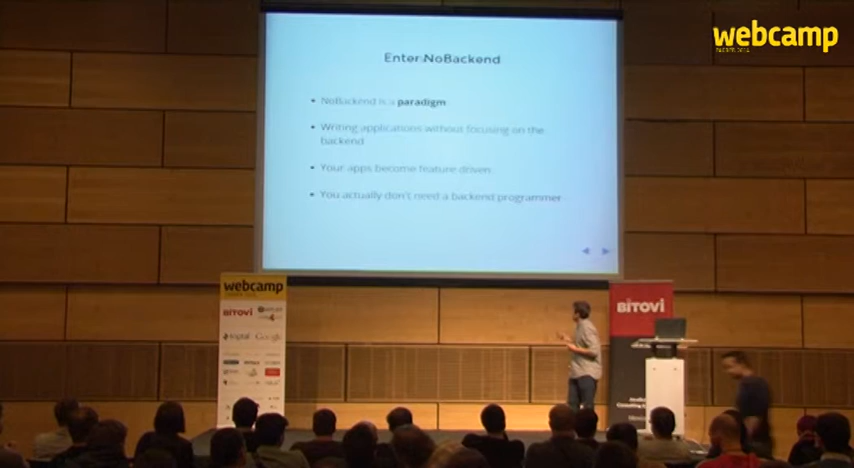 webcamp
Enter NoBackend
NoBackend is a paradigm
Writing applications without focusing on the
backend
Your apps become feature driven
You actually don't need a backend programmer
webcamp
BITOVI
toptal
Google
BITOVI